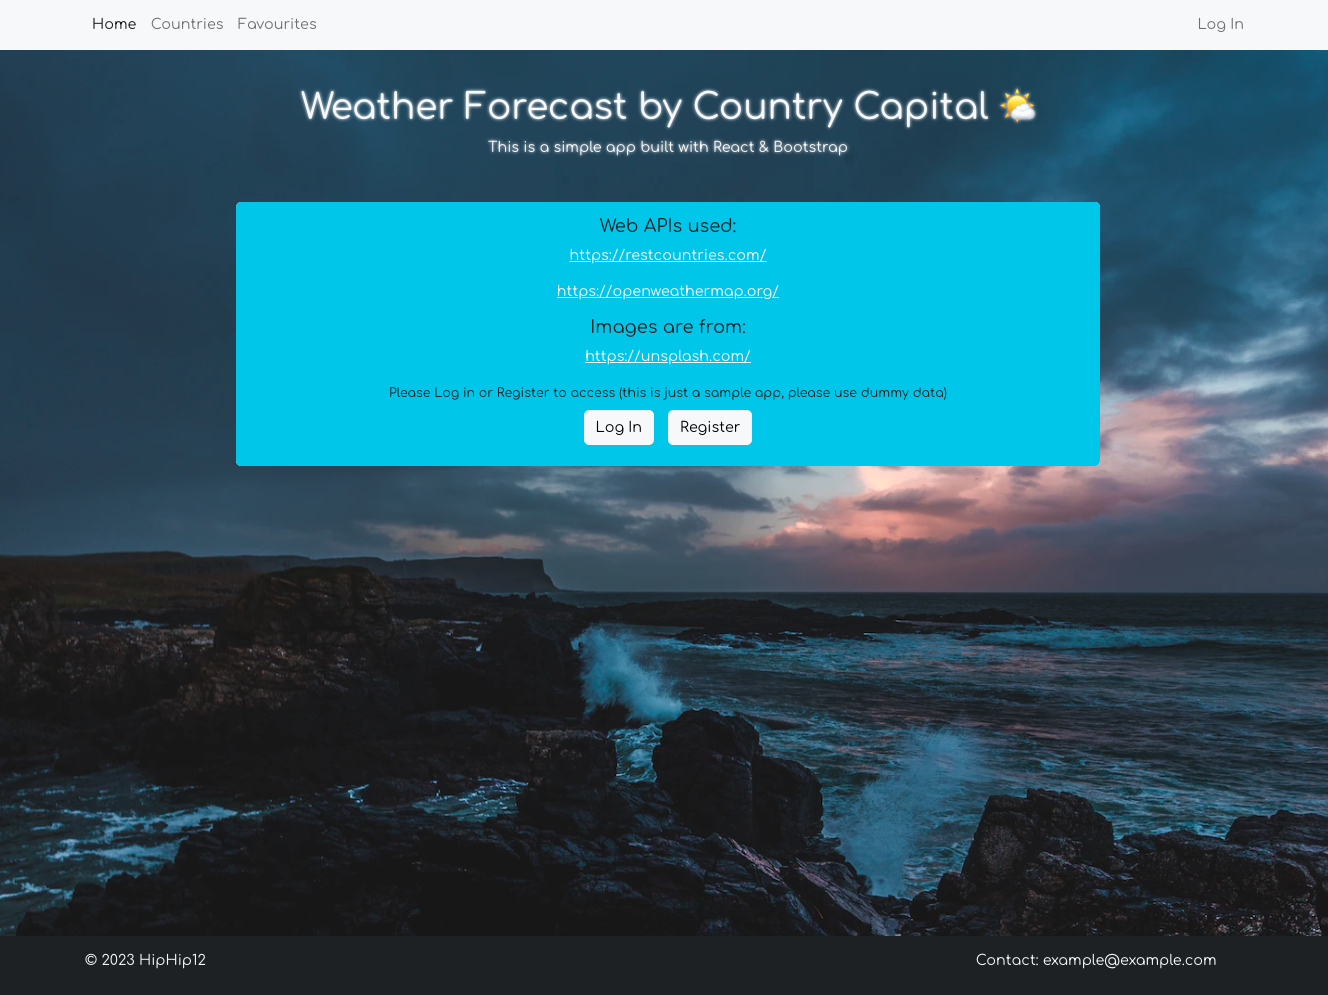 Home Countries Favourites Log In
Weather Forecast by Country Capital 🌤️
This is a simple app built with React & Bootstrap
Web APIs used:
https://restcountries.com/
https://openweathermap.org/
Images are from:
https://unsplash.com/
Please Log in or Register to access (this is just a sample app, please use dummy data)
Log In Register
© 2023 HipHip12 Contact: example@example.com